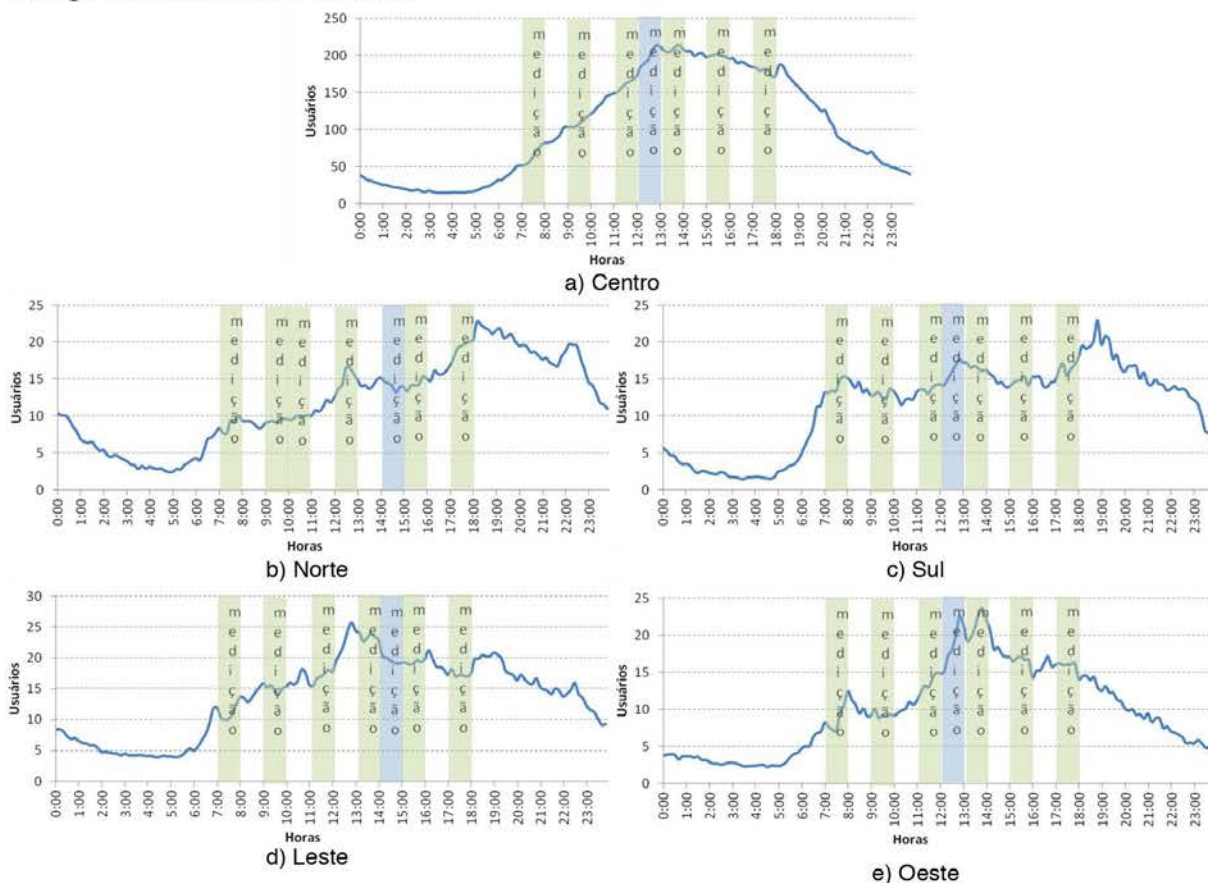 250
200
150
100
50
0
Usuários
medição medição medição medição medição medição medição
0:00 1:00 2:00 3:00 4:00 5:00 6:00 7:00 8:00 9:00 10:00 11:00 12:00 13:00 14:00 15:00 16:00 17:00 18:00 19:00 20:00 21:00 22:00 23:00
Horas
a) Centro
25
20
15
10
5
0
Usuários
medição medição medição medição medição medição medição
0:00 1:00 2:00 3:00 4:00 5:00 6:00 7:00 8:00 9:00 10:00 11:00 12:00 13:00 14:00 15:00 16:00 17:00 18:00 19:00 20:00 21:00 22:00 23:00
Horas
b) Norte
25
20
15
10
5
0
Usuários
medição medição medição medição medição medição medição
0:00 1:00 2:00 3:00 4:00 5:00 6:00 7:00 8:00 9:00 10:00 11:00 12:00 13:00 14:00 15:00 16:00 17:00 18:00 19:00 20:00 21:00 22:00 23:00
Horas
c) Sul
30
25
20
15
10
5
0
Usuários
medição medição medição medição medição medição medição
0:00 1:00 2:00 3:00 4:00 5:00 6:00 7:00 8:00 9:00 10:00 11:00 12:00 13:00 14:00 15:00 16:00 17:00 18:00 19:00 20:00 21:00 22:00 23:00
Horas
d) Leste
25
20
15
10
5
0
Usuários
medição medição medição medição medição medição medição
0:00 1:00 2:00 3:00 4:00 5:00 6:00 7:00 8:00 9:00 10:00 11:00 12:00 13:00 14:00 15:00 16:00 17:00 18:00 19:00 20:00 21:00 22:00 23:00
Horas
e) Oeste